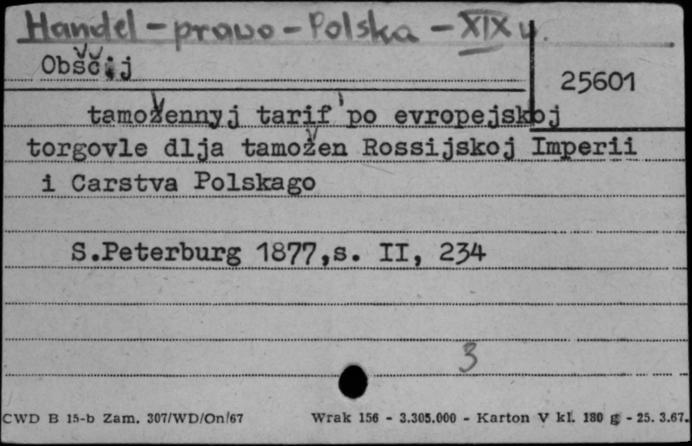 Handel - prawo - Polska - XIX w.
Obščij
25601
tamožennyj tarif' po evropejskoj
torgovle dlja tamožen Rossijskoj Imperii
i Carstva Polskago
S.Peterburg 1877,s. II, 234
3
CWD B 15-b Zam. 307/WD/On/67 Wrak 156 - 3.305.000 - Karton V kl. 180 g - 25. 3.67.